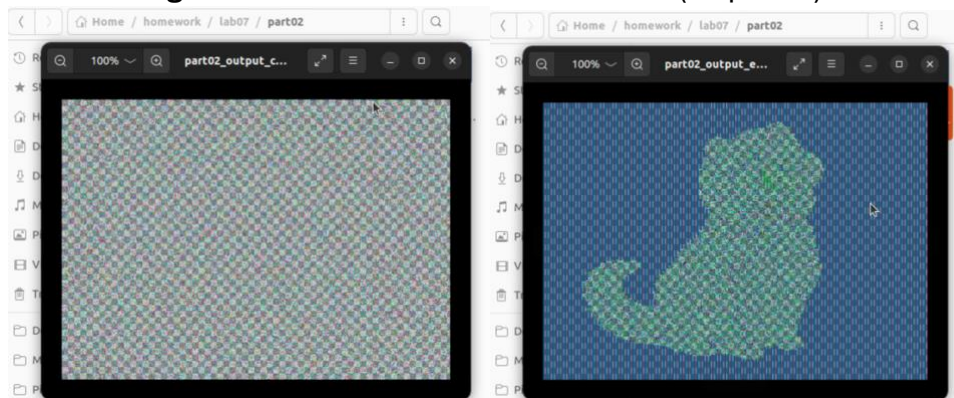 Home / homework / lab07 / part02
100%
part02_output_c...
Home / homework / lab07 / part02
100%
part02_output_e...